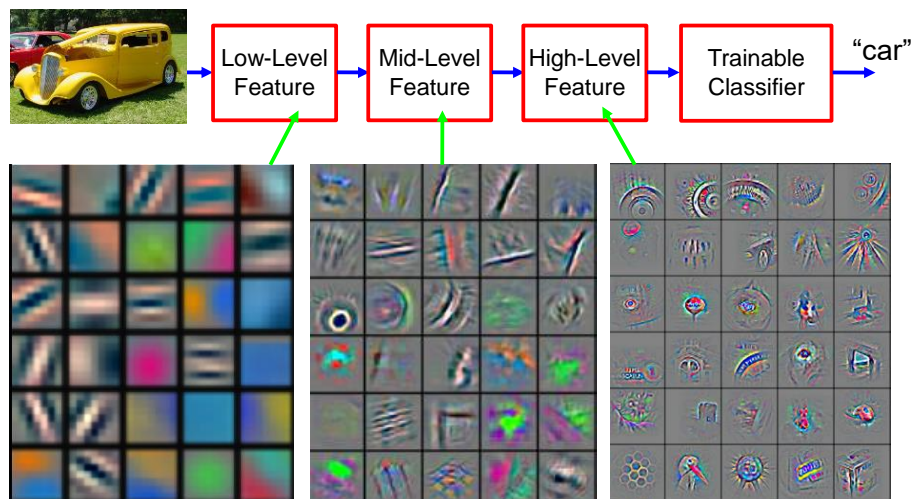 Low-Level
Feature
Mid-Level
Feature
High-Level
Feature
Trainable
Classifier
“car”